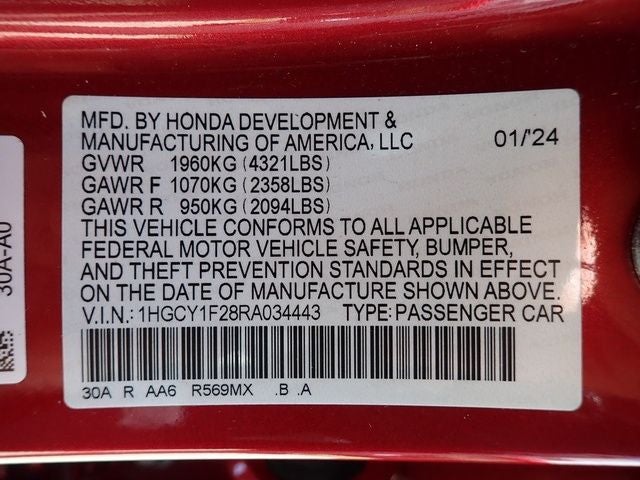 MFD. BY HONDA DEVELOPMENT &
MANUFACTURING OF AMERICA, LLC 01/'24
GVWR 1960KG (4321LBS)
GAWR F 1070KG (2358LBS)
GAWR R 950KG (2094LBS)
THIS VEHICLE CONFORMS TO ALL APPLICABLE
FEDERAL MOTOR VEHICLE SAFETY, BUMPER,
AND THEFT PREVENTION STANDARDS IN EFFECT
ON THE DATE OF MANUFACTURE SHOWN ABOVE.
V.I.N.: 1HGCY1F28RA034443 TYPE: PASSENGER CAR
30A R AA6 R569MX .B .A
30A-A0